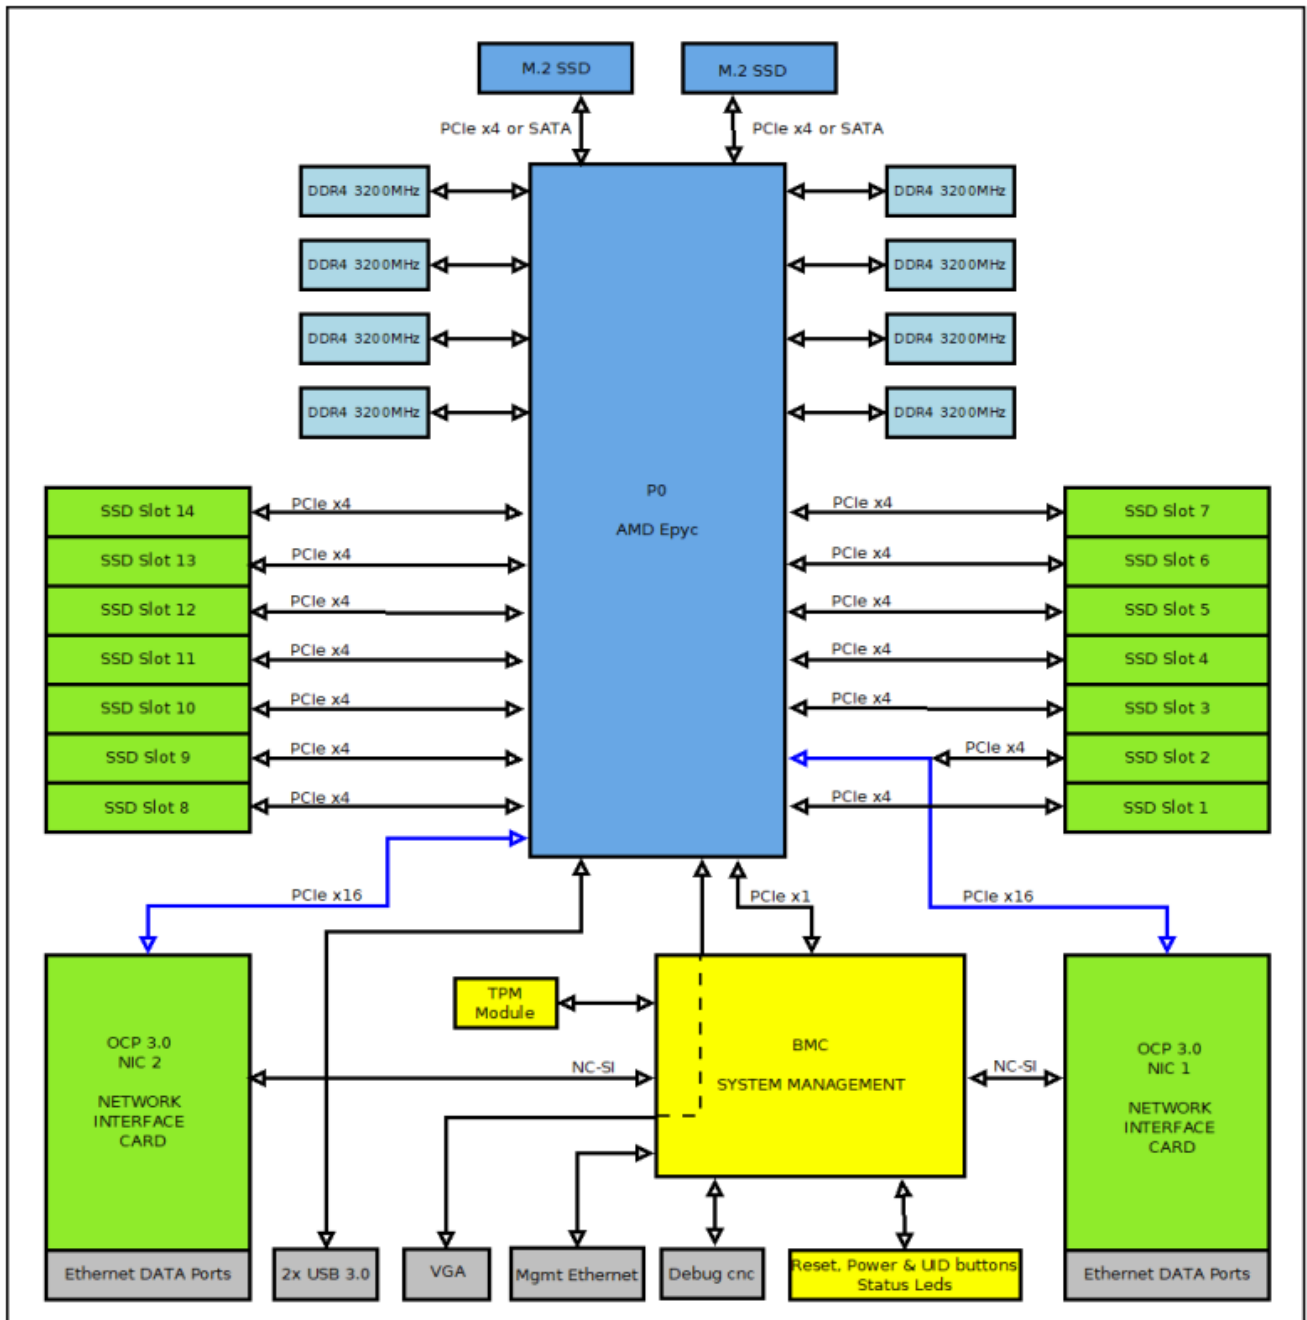 M.2 SSD
M.2 SSD
PCIe x4 or SATA
PCIe x4 or SATA
DDR4 3200MHz
DDR4 3200MHz
DDR4 3200MHz
DDR4 3200MHz
DDR4 3200MHz
DDR4 3200MHz
DDR4 3200MHz
DDR4 3200MHz
P0
AMD Epyc
SSD Slot 14
PCIe x4
PCIe x4
SSD Slot 7
SSD Slot 13
PCIe x4
PCIe x4
SSD Slot 6
SSD Slot 12
PCIe x4
PCIe x4
SSD Slot 5
SSD Slot 11
PCIe x4
PCIe x4
SSD Slot 4
SSD Slot 10
PCIe x4
PCIe x4
SSD Slot 3
SSD Slot 9
PCIe x4
PCIe x4
SSD Slot 2
SSD Slot 8
PCIe x4
PCIe x4
SSD Slot 1
PCIe x16
PCIe x1
PCIe x16
TPM
Module
OCP 3.0
NIC 2
NETWORK
INTERFACE
CARD
NC-SI
BMC
SYSTEM MANAGEMENT
NC-SI
OCP 3.0
NIC 1
NETWORK
INTERFACE
CARD
Ethernet DATA Ports
2x USB 3.0
VGA
Mgmt Ethernet
Debug cnc
Reset, Power & UID buttons
Status Leds
Ethernet DATA Ports